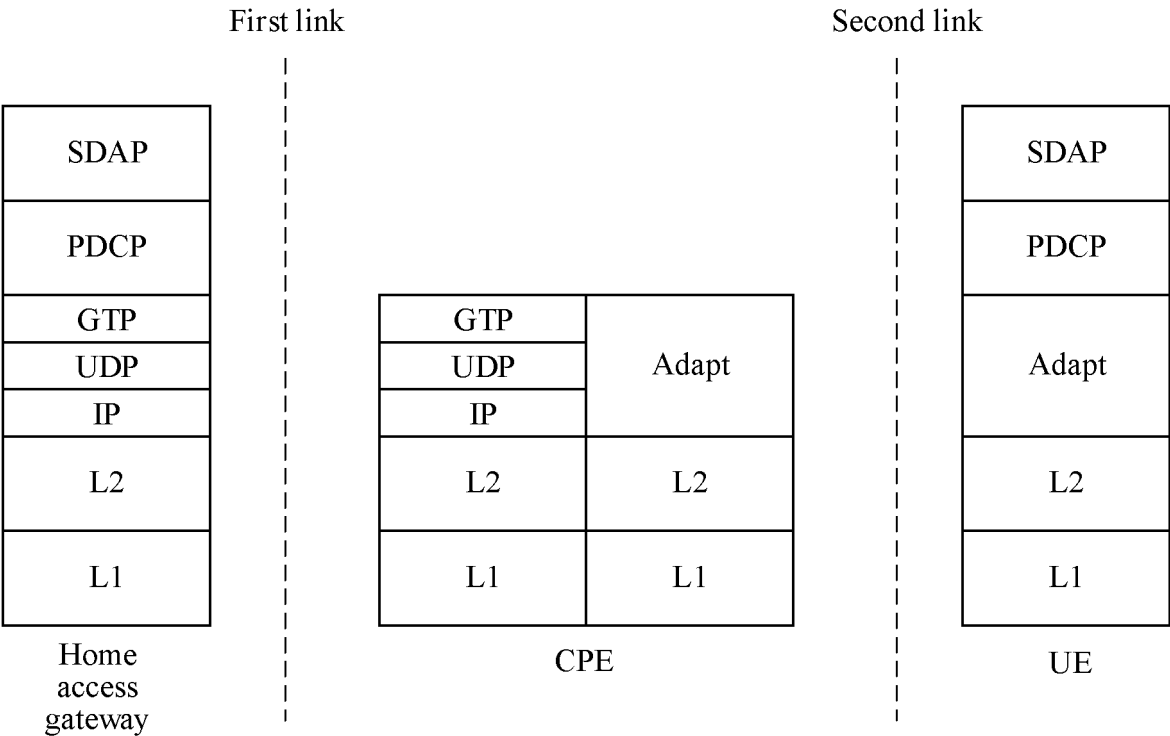 First link
Second link
SDAP
PDCP
GTP
UDP
IP
L2
L1
Home
access
gateway
GTP
UDP
IP
L2
L1
Adapt
L2
L1
CPE
SDAP
PDCP
Adapt
L2
L1
UE